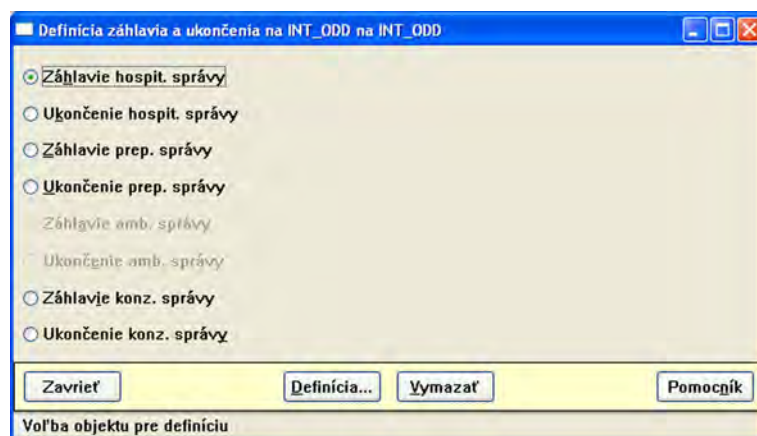 Definícia záhlavia a ukončenia na INT_ODD na INT_ODD
Záhlavie hospit. správy
Ukončenie hospit. správy
Záhlavie prep. správy
Ukončenie prep. správy
Záhlavie amb. správy
Ukončenie amb. správy
Záhlavie konz. správy
Ukončenie konz. správy
Zavrieť Definícia... Vymazať Pomocník
Voľba objektu pre definíciu